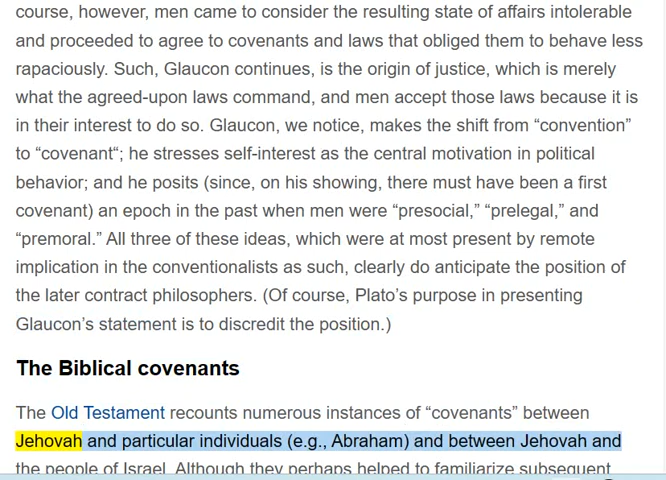 course, however, men came to consider the resulting state of affairs intolerable
and proceeded to agree to covenants and laws that obliged them to behave less
rapaciously. Such, Glaucon continues, is the origin of justice, which is merely
what the agreed-upon laws command, and men accept those laws because it is
in their interest to do so. Glaucon, we notice, makes the shift from “convention”
to “covenant“; he stresses self-interest as the central motivation in political
behavior; and he posits (since, on his showing, there must have been a first
covenant) an epoch in the past when men were “presocial,” “prelegal,” and
“premoral.” All three of these ideas, which were at most present by remote
implication in the conventionalists as such, clearly do anticipate the position of
the later contract philosophers. (Of course, Plato’s purpose in presenting
Glaucon’s statement is to discredit the position.)
The Biblical covenants
The Old Testament recounts numerous instances of “covenants” between
Jehovah and particular individuals (e.g., Abraham) and between Jehovah and
the people of Israel. Although they perhaps helped to familiarize subsequent